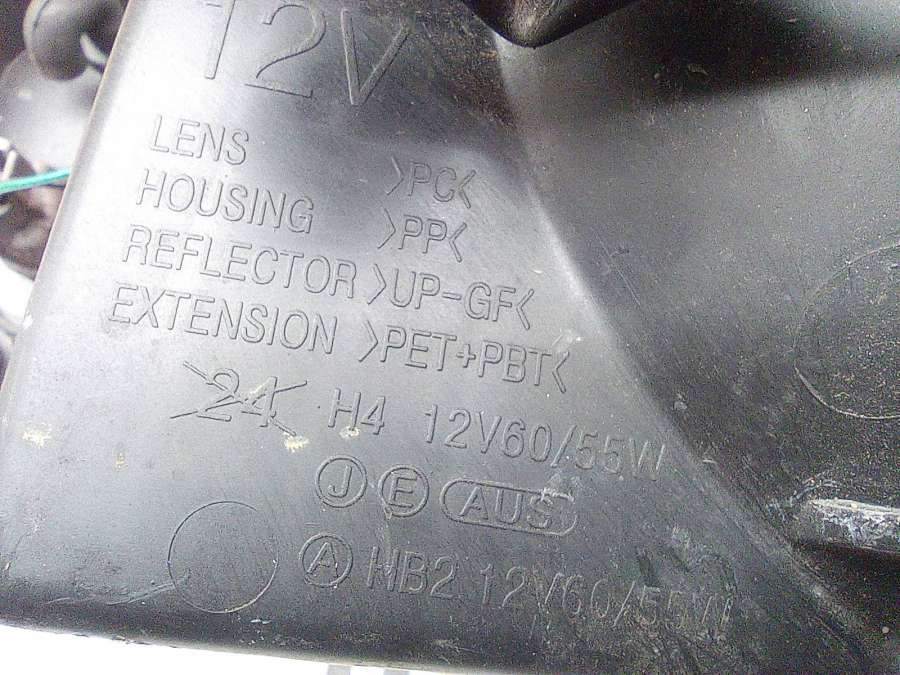 12V
LENS >PC<
HOUSING >PP<
REFLECTOR >UP-GF<
EXTENSION >PET+PBT<
24 H4 12V60/55W
J E AUS
A HB2 12V60/55W